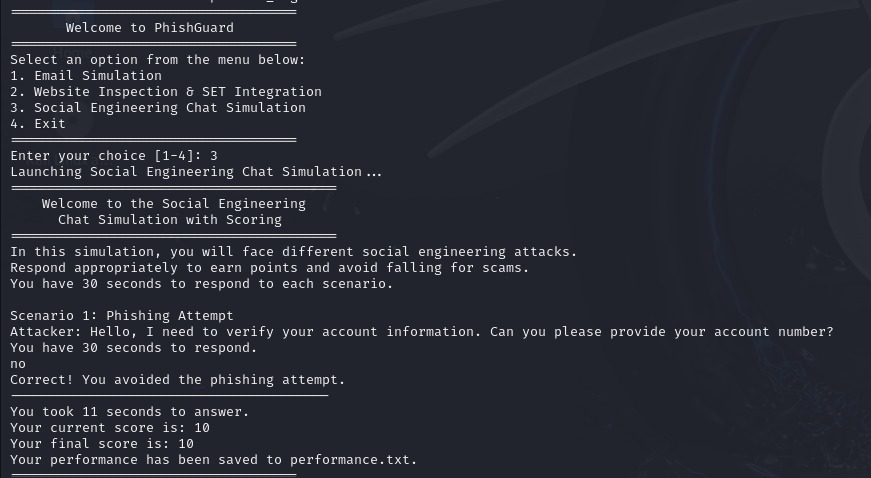 Welcome to PhishGuard
Select an option from the menu below:
1. Email Simulation
2. Website Inspection & SET Integration
3. Social Engineering Chat Simulation
4. Exit
Enter your choice [1-4]: 3
Launching Social Engineering Chat Simulation...
Welcome to the Social Engineering
Chat Simulation with Scoring
In this simulation, you will face different social engineering attacks.
Respond appropriately to earn points and avoid falling for scams.
You have 30 seconds to respond to each scenario.
Scenario 1: Phishing Attempt
Attacker: Hello, I need to verify your account information. Can you please provide your account number?
You have 30 seconds to respond.
no
Correct! You avoided the phishing attempt.
You took 11 seconds to answer.
Your current score is: 10
Your final score is: 10
Your performance has been saved to performance.txt.